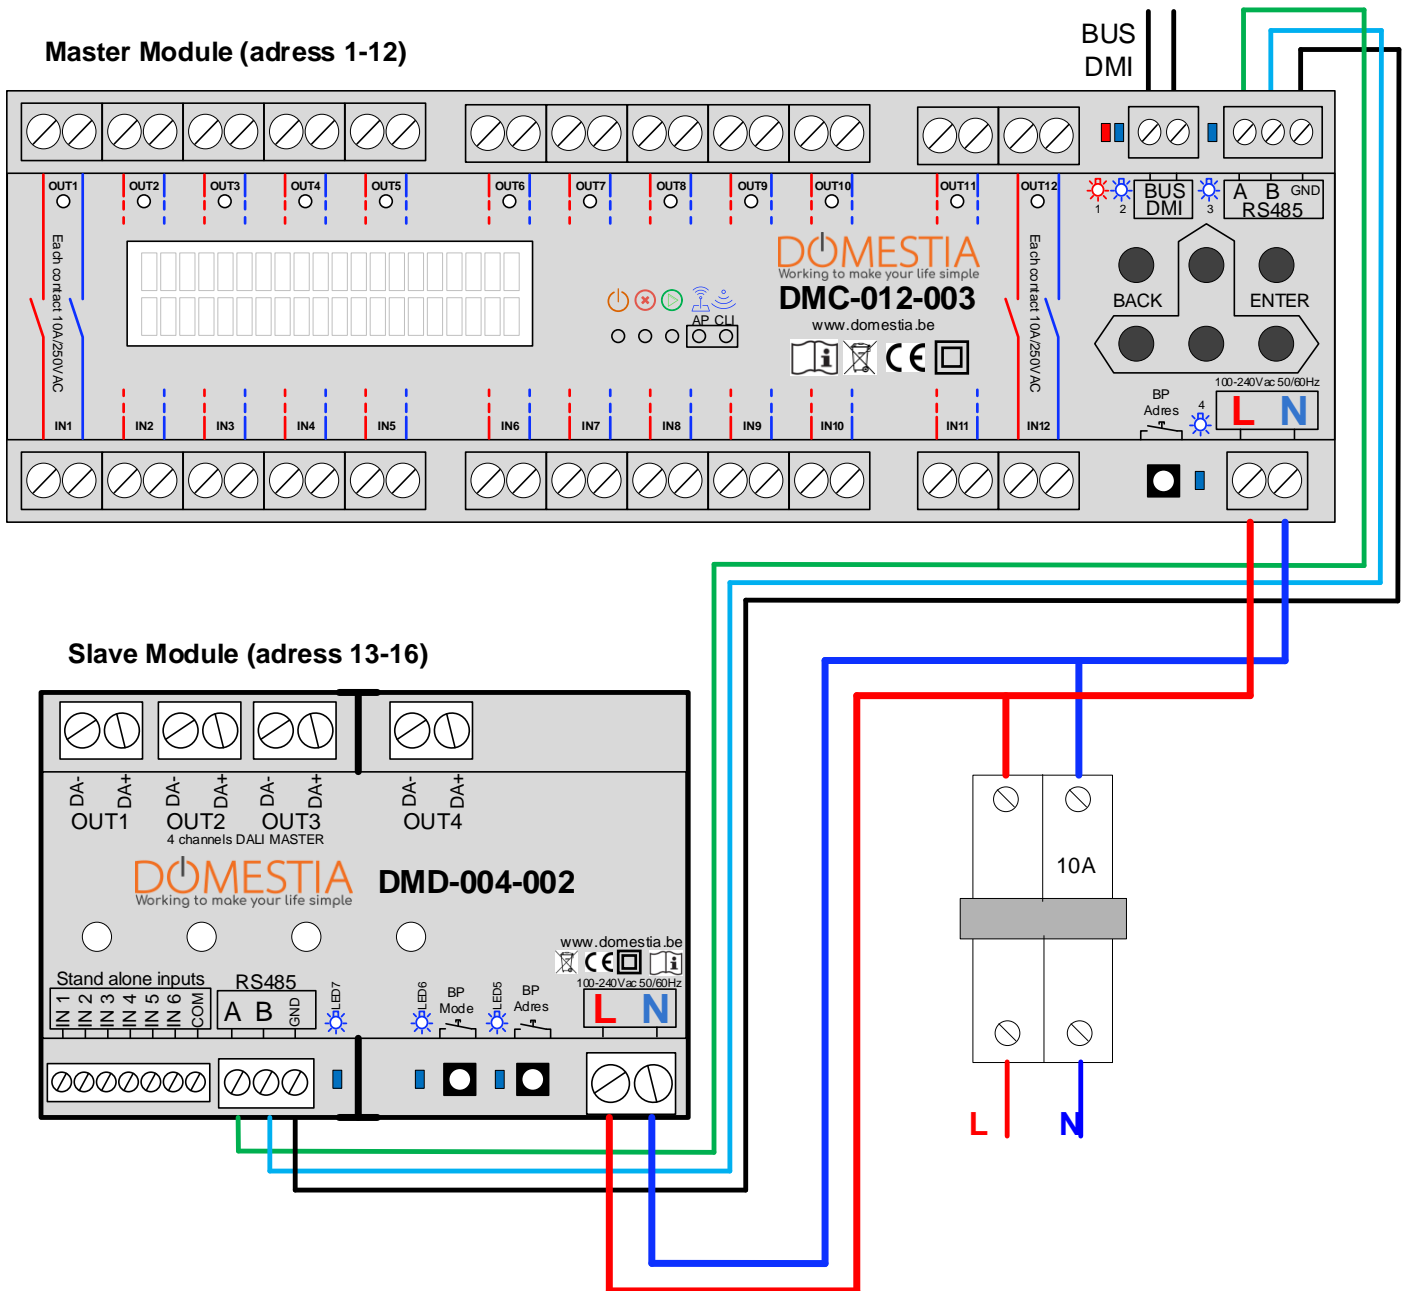 BUS
DMI
Master Module (adress 1-12)
OUT1 OUT2 OUT3 OUT4 OUT5 OUT6 OUT7 OUT8 OUT9 OUT10 OUT11 OUT12
1 2 BUS DMI 3 A B GND
RS485
Each contact 10A/250VAC
DOMESTIA
Working to make your life simple
DMC-012-003
www.domestia.be
AP CLI
Each contact 10A/250VAC
BACK ENTER
100-240Vac 50/60Hz
BP
Adres
4
L N
IN1 IN2 IN3 IN4 IN5 IN6 IN7 IN8 IN9 IN10 IN11 IN12
Slave Module (adress 13-16)
DA- DA+ DA- DA+ DA- DA+ DA- DA+
OUT1 OUT2 OUT3 OUT4
4 channels DALI MASTER
DOMESTIA
Working to make your life simple
DMD-004-002
10A
www.domestia.be
Stand alone inputs
RS485
100-240Vac 50/60Hz
IN 1 IN 2 IN 3 IN 4 IN 5 IN 6 COM
A B GND
LED7
LED6
BP
Mode
LED5
BP
Adres
L N
L N